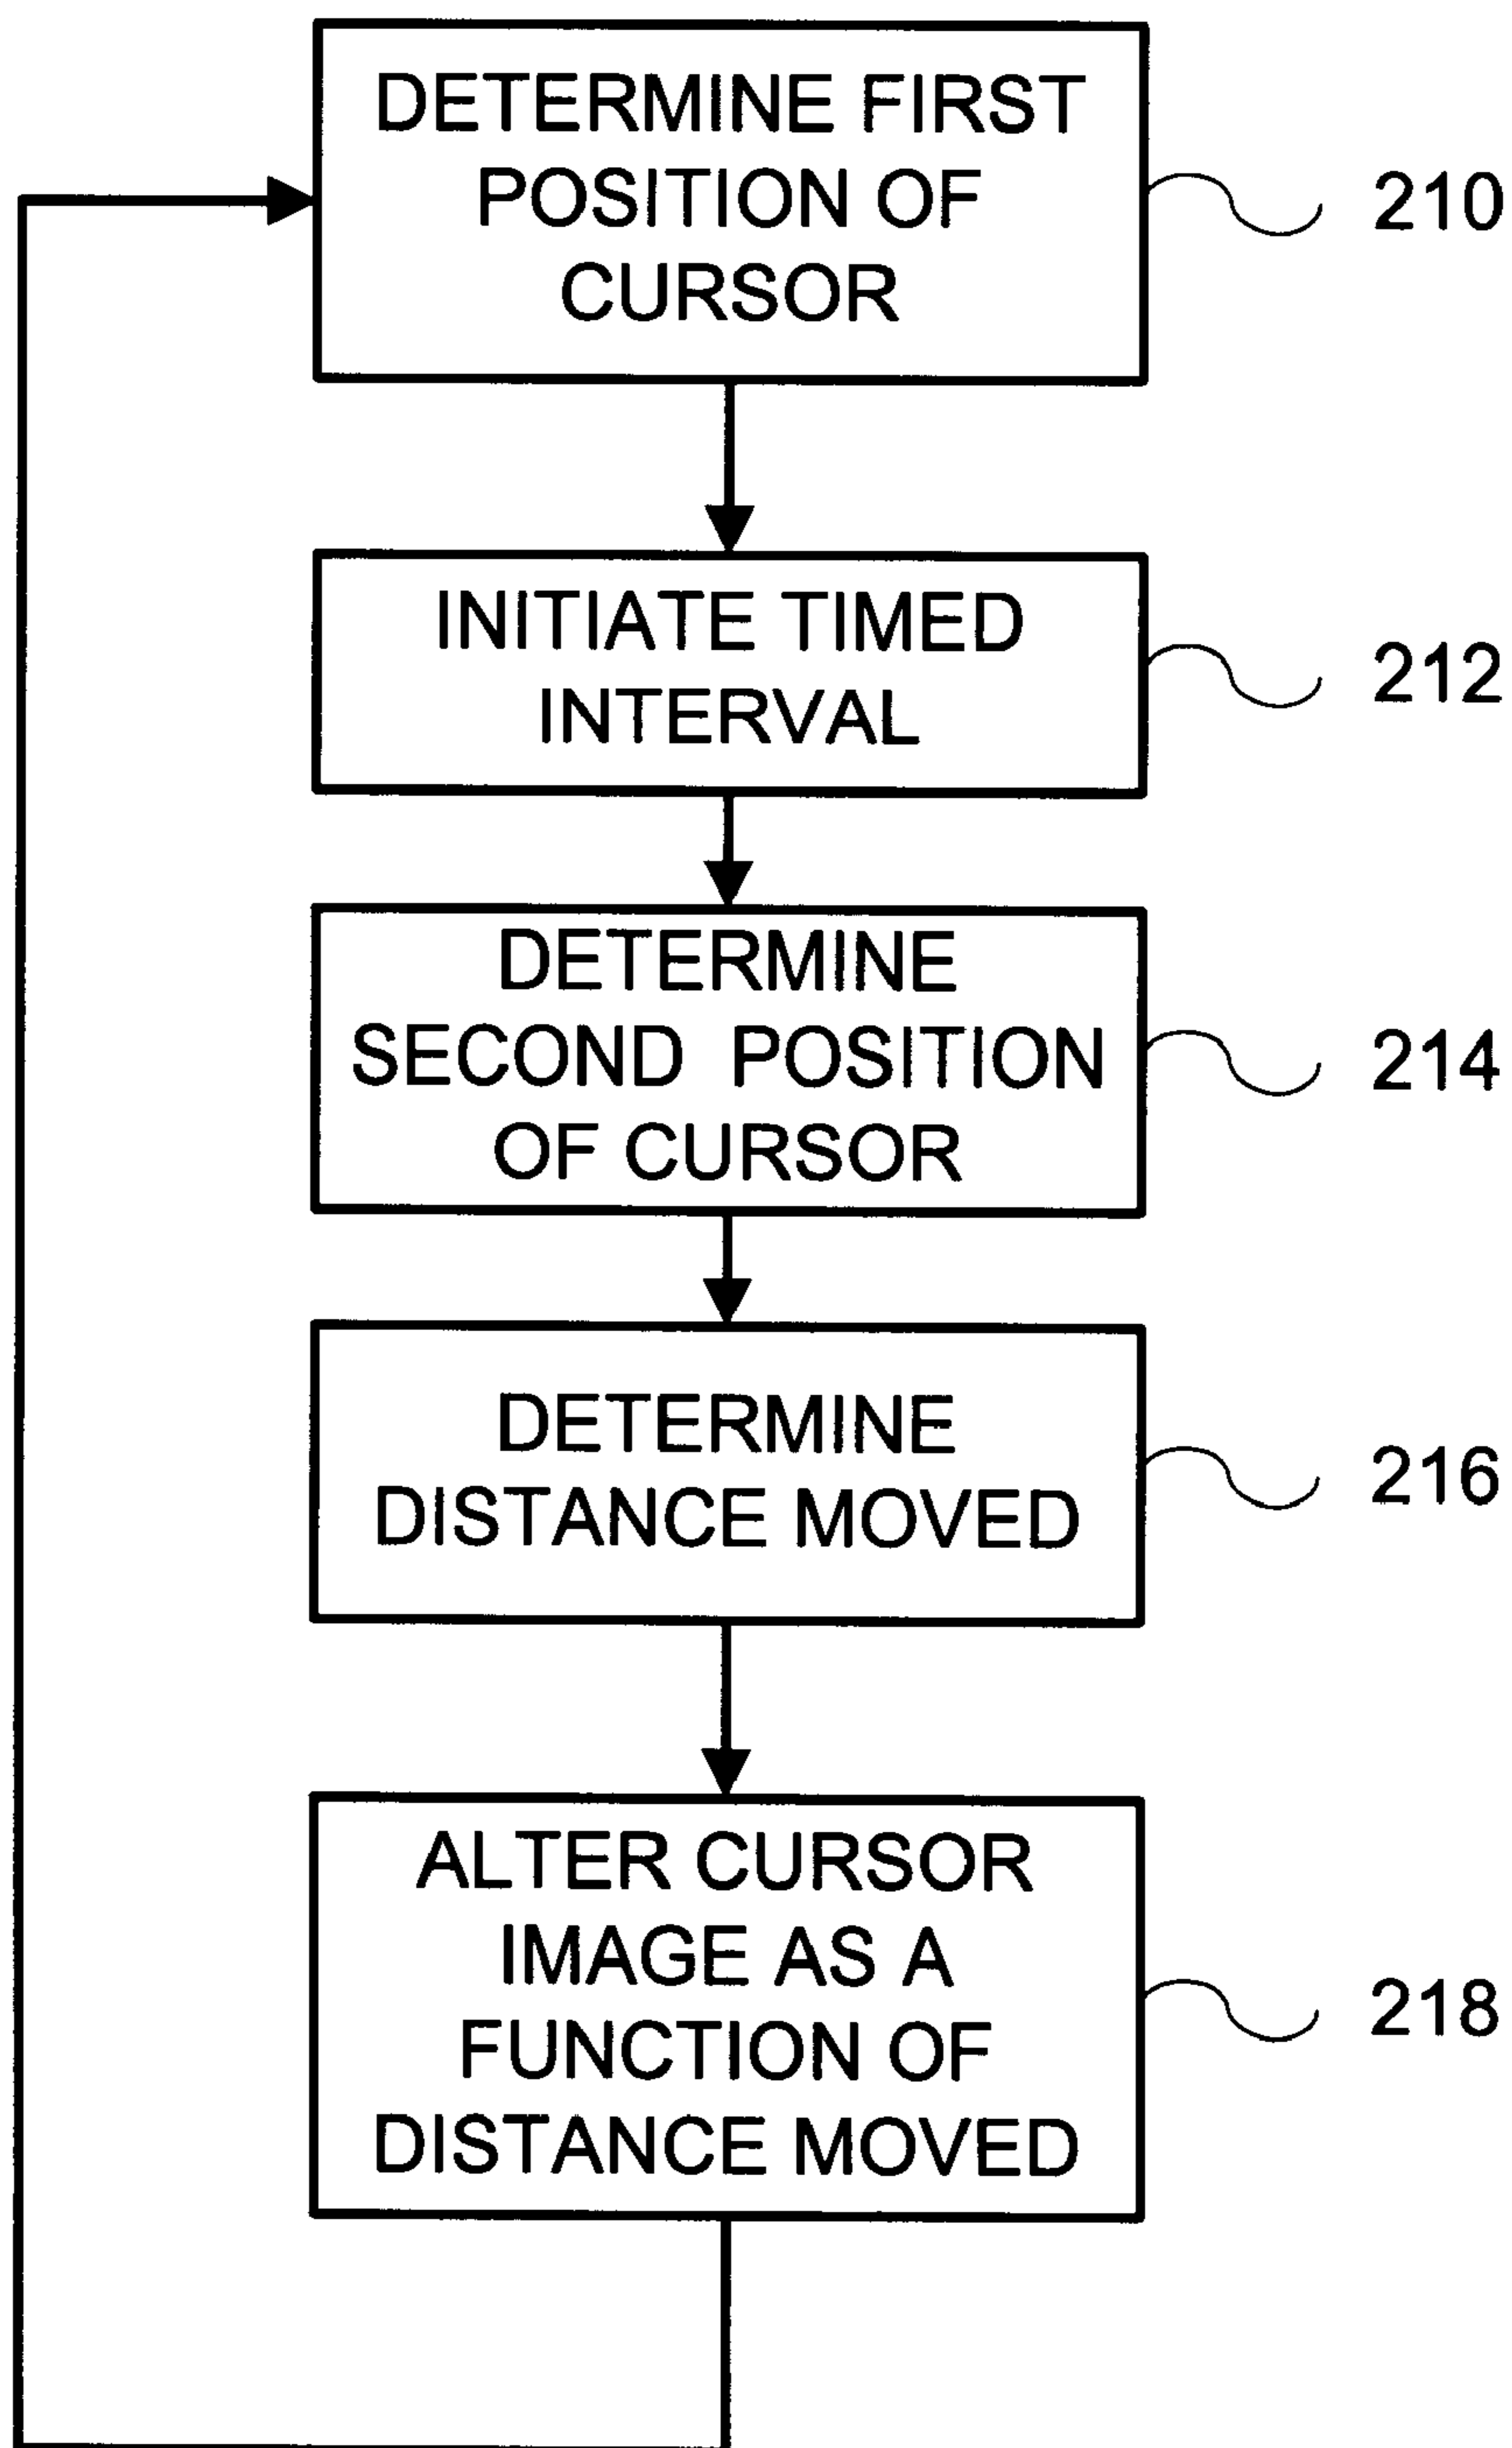 DETERMINE FIRST
POSITION OF
CURSOR
210
INITIATE TIMED
INTERVAL
212
DETERMINE
SECOND POSITION
OF CURSOR
214
DETERMINE
DISTANCE MOVED
216
ALTER CURSOR
IMAGE AS A
FUNCTION OF
DISTANCE MOVED
218